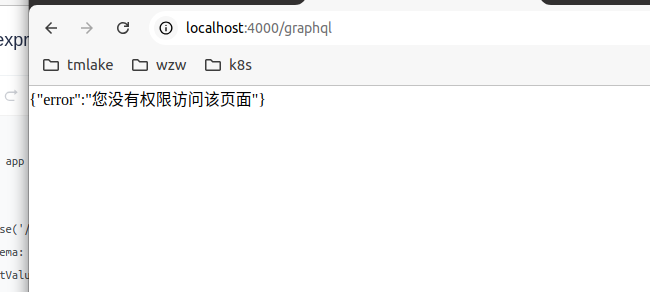 expr
localhost:4000/graphql
tmlake wzw k8s
{"error":"您没有权限访问该页面"}
app
se('/
ema:
tValu